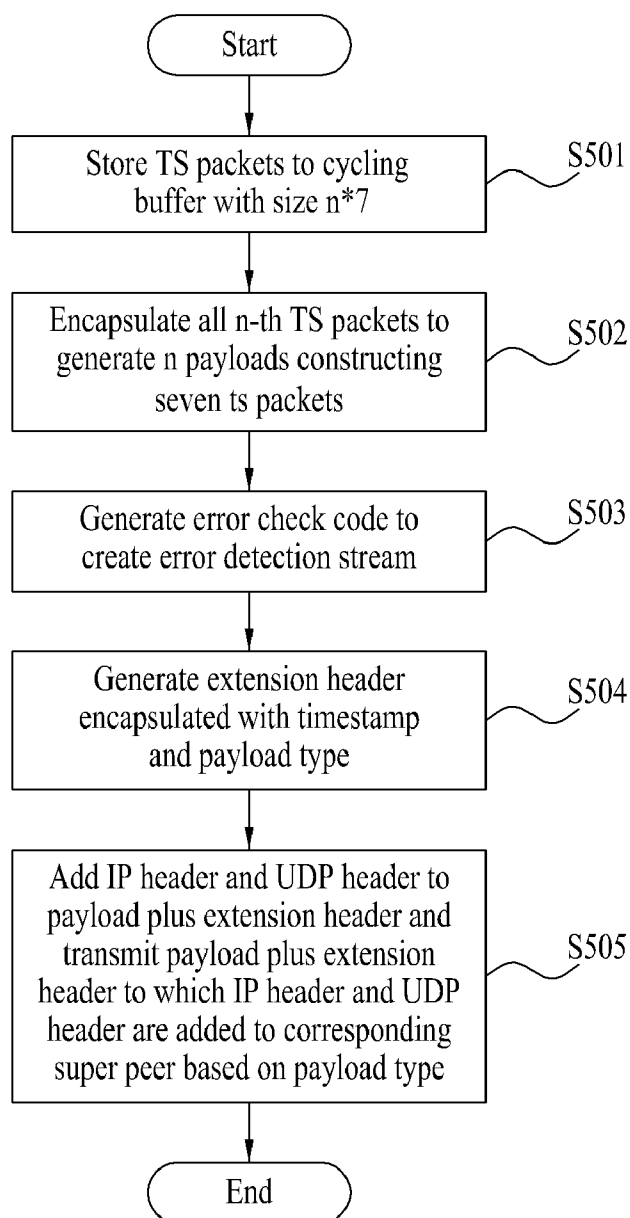 Start
Store TS packets to cycling
buffer with size n*7
S501
Encapsulate all n-th TS packets to
generate n payloads constructing
seven ts packets
S502
Generate error check code to
create error detection stream
S503
Generate extension header
encapsulated with timestamp
and payload type
S504
Add IP header and UDP header to
payload plus extension header and
transmit payload plus extension
header to which IP header and UDP
header are added to corresponding
super peer based on payload type
S505
End